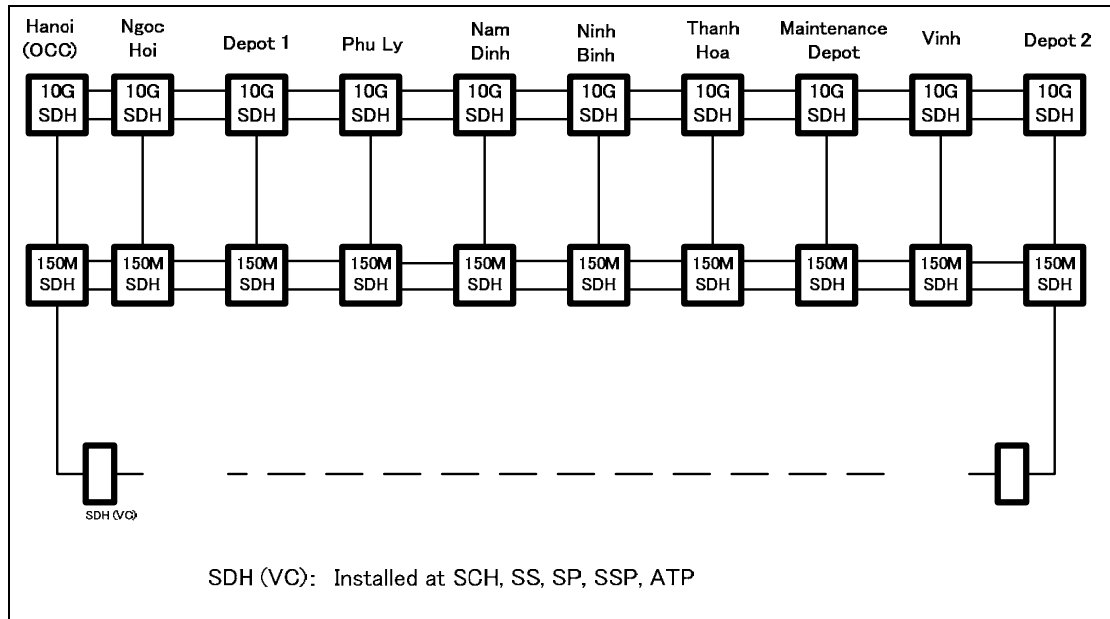 Hanoi
(OCC)
Ngoc
Hoi
Depot 1
Phu Ly
Nam
Dinh
Ninh
Binh
Thanh
Hoa
Maintenance
Depot
Vinh
Depot 2
10G
SDH
10G
SDH
10G
SDH
10G
SDH
10G
SDH
10G
SDH
10G
SDH
10G
SDH
10G
SDH
10G
SDH
150M
SDH
150M
SDH
150M
SDH
150M
SDH
150M
SDH
150M
SDH
150M
SDH
150M
SDH
150M
SDH
150M
SDH
SDH (VC)
SDH (VC): Installed at SCH, SS, SP, SSP, ATP